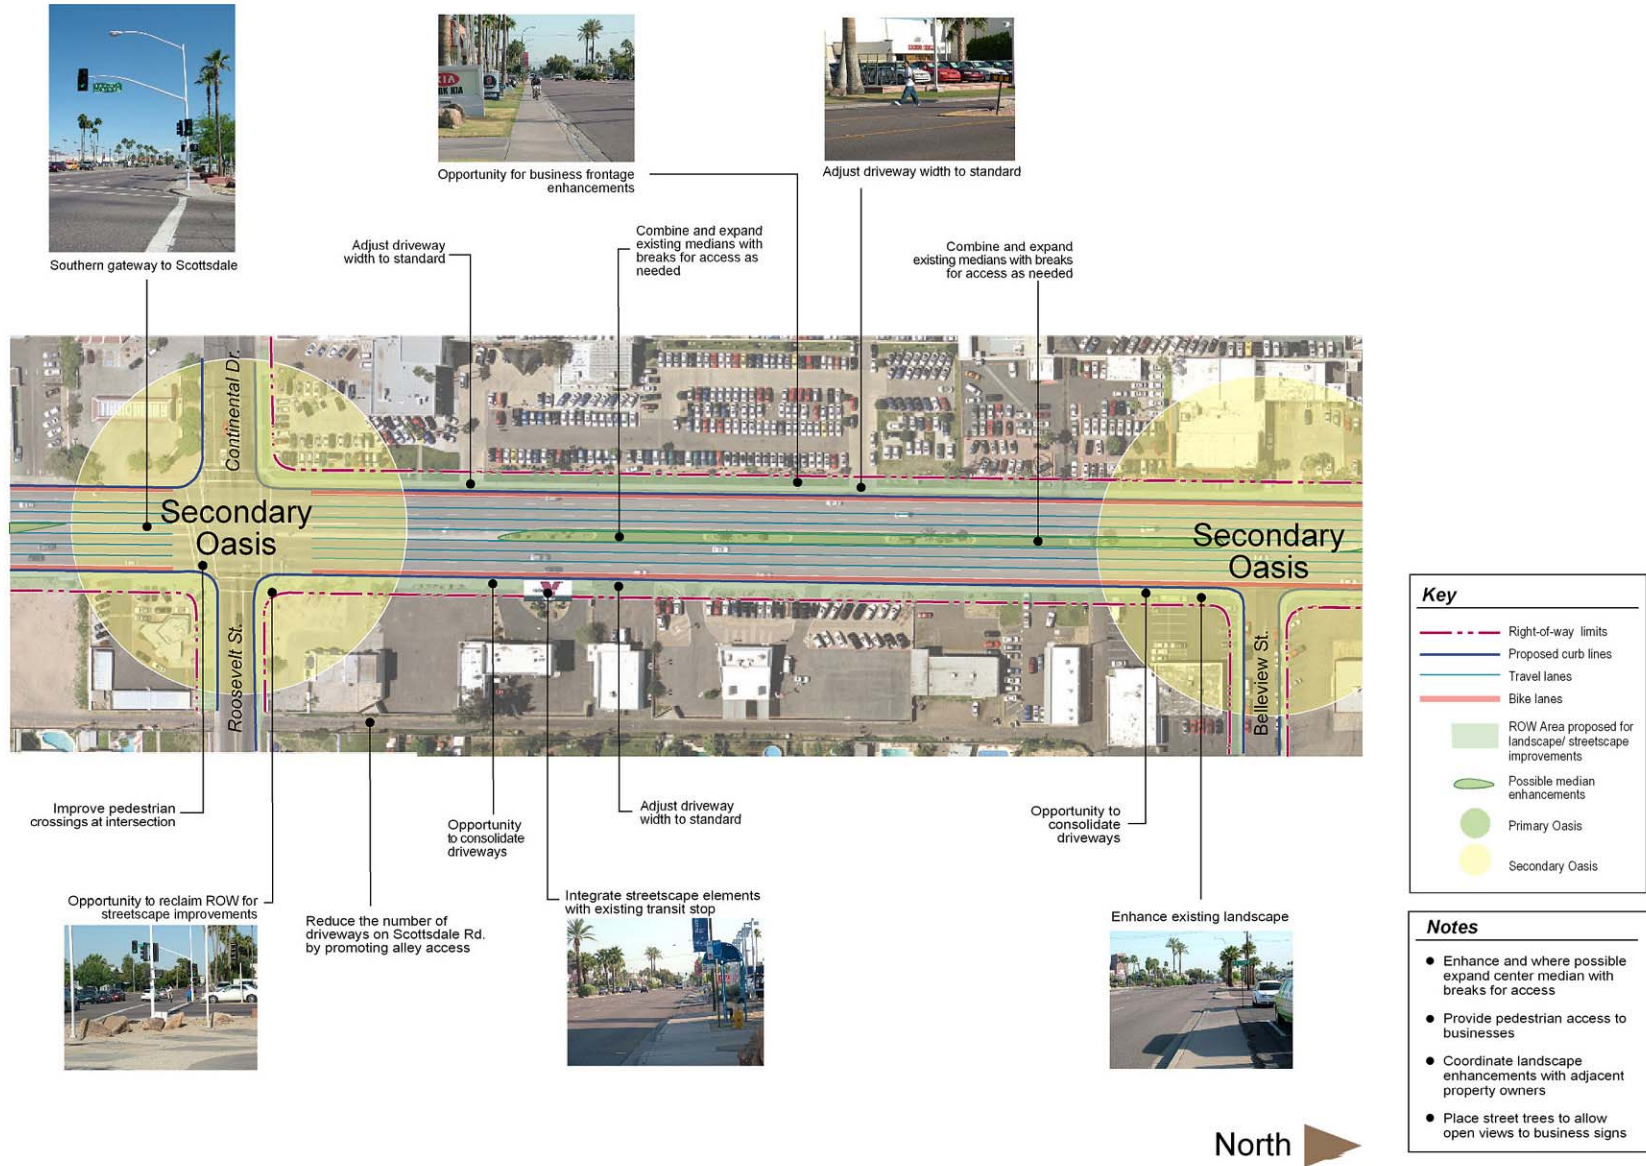 Southern gateway to Scottsdale
Opportunity for business frontage
enhancements
Adjust driveway width to standard
Adjust driveway
width to standard
Combine and expand
existing medians with
breaks for access as
needed
Combine and expand
existing medians with breaks
for access as needed
KIA
Continental Dr.
Secondary
Oasis
Secondary
Oasis
Roosevelt St.
Belleview St.
Improve pedestrian
crossings at intersection
Opportunity
to consolidate
driveways
Adjust driveway
width to standard
Opportunity to
consolidate
driveways
Opportunity to reclaim ROW for
streetscape improvements
Reduce the number of
driveways on Scottsdale Rd.
by promoting alley access
Integrate streetscape elements
with existing transit stop
Enhance existing landscape
Key
Right-of-way limits
Proposed curb lines
Travel lanes
Bike lanes
ROW Area proposed for
landscape/ streetscape
improvements
Possible median
enhancements
Primary Oasis
Secondary Oasis
Notes
Enhance and where possible
expand center median with
breaks for access
Provide pedestrian access to
businesses
Coordinate landscape
enhancements with adjacent
property owners
Place street trees to allow
open views to business signs
North